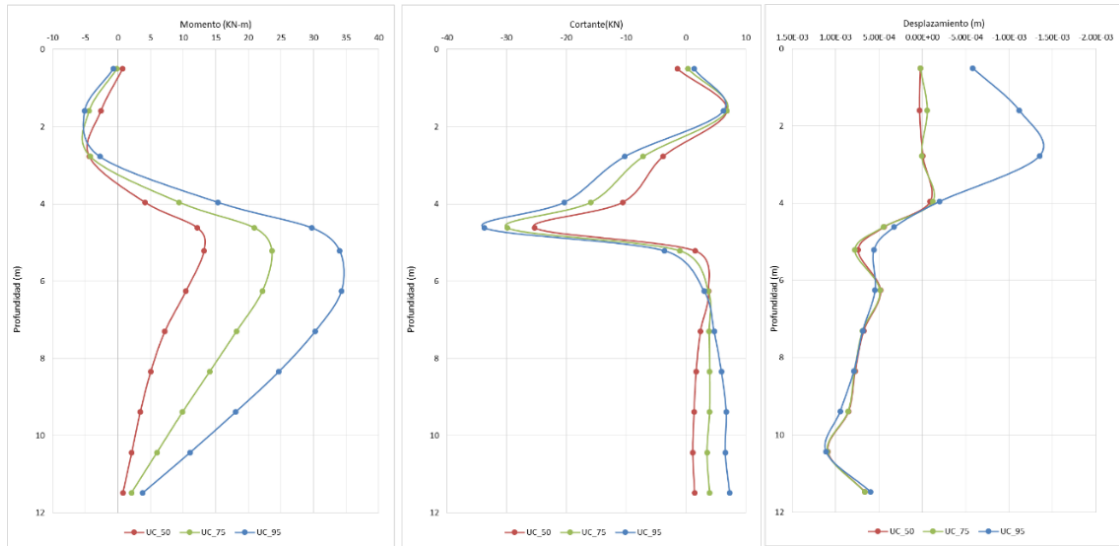 Momento (KN-m)
-10 -5 0 5 10 15 20 25 30 35 40
0
2
4
6
8
10
12
Profundidad (m)
UC_50 UC_75 UC_95
Cortante(KN)
-40 -30 -20 -10 0 10
0
2
4
6
8
10
12
Profundidad (m)
UC_50 UC_75 UC_95
Desplazamiento (m)
1.50E-03 1.00E-03 5.00E-04 0.00E+00 -5.00E-04 -1.00E-03 -1.50E-03 -2.00E-03
0
2
4
6
8
10
12
Profundidad (m)
UC_50 UC_75 UC_95